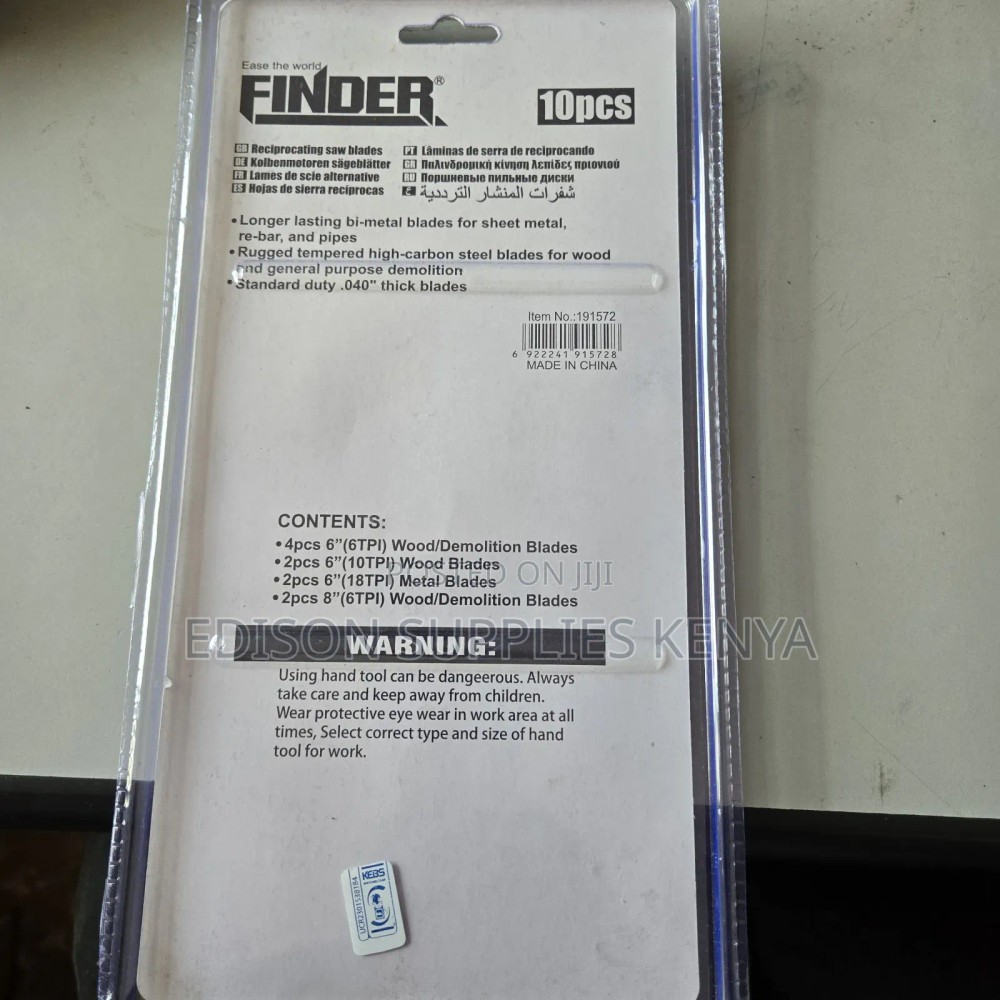 Ease the world
FINDER®
10pcs
GB Reciprocating saw blades
DE Kolbenmotoren sägeblätter
FR Lames de scie alternative
ES Hojas de sierra reciprocas
PT Lâminas de serra de reciprocando
GR Παλινδρομική κίνηση λεπίδες πριονιού
RU Поршневые пильные диски
شفرات المنشار الترددية
•Longer lasting bi-metal blades for sheet metal,
re-bar, and pipes
•Rugged tempered high-carbon steel blades for wood
and general purpose demolition
•Standard duty .040" thick blades
Item No.:191572
6 922241 915728
MADE IN CHINA
CONTENTS:
•4pcs 6”(6TPI) Wood/Demolition Blades
•2pcs 6”(10TPI) Wood Blades
•2pcs 6”(18TPI) Metal Blades
•2pcs 8”(6TPI) Wood/Demolition Blades
POSTED ON JIJI
EDISON SUPPLIES KENYA
WARNING:
Using hand tool can be dangeerous. Always
take care and keep away from children.
Wear protective eye wear in work area at all
times, Select correct type and size of hand
tool for work.
KEBS
UCR2301538184